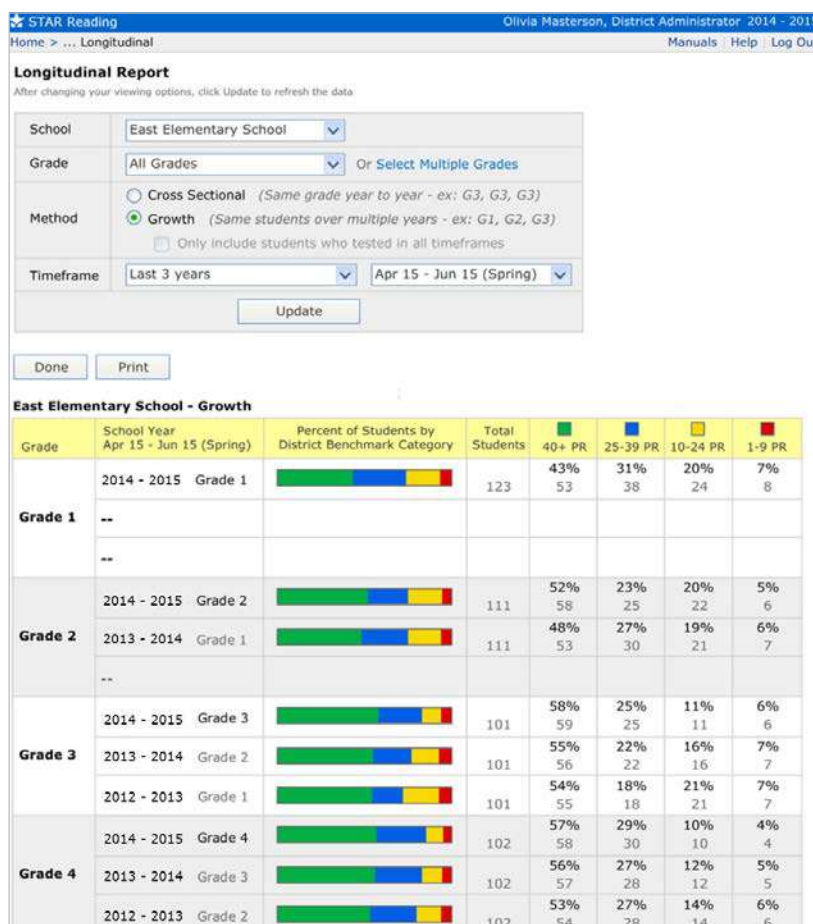 STAR Reading Olivia Masterson, District Administrator 2014 - 201
Home > ... Longitudinal Manuals Help Log Ou
Longitudinal Report
After changing your viewing options, click Update to refresh the data
School East Elementary School
Grade All Grades Or Select Multiple Grades
Cross Sectional (Same grade year to year - ex: G3, G3, G3)
Method Growth (Same students over multiple years - ex: G1, G2, G3)
Only include students who tested in all timeframes
Timeframe Last 3 years Apr 15 - Jun 15 (Spring)
Update
Done Print
East Elementary School - Growth
School Year Percent of Students by Total
Grade Apr 15 - Jun 15 (Spring) District Benchmark Category Students 40+ PR 25-39 PR 10-24 PR 1-9 PR
2014 - 2015 Grade 1 43% 31% 20% 7%
123 53 38 24 8
Grade 1 --
--
2014 - 2015 Grade 2 52% 23% 20% 5%
111 58 25 22 6
Grade 2 2013 - 2014 Grade 1 48% 27% 19% 6%
111 53 30 21 7
--
2014 - 2015 Grade 3 58% 25% 11% 6%
101 59 25 11 6
Grade 3 2013 - 2014 Grade 2 55% 22% 16% 7%
101 56 22 16 7
2012 - 2013 Grade 1 54% 18% 21% 7%
101 55 18 21 7
2014 - 2015 Grade 4 57% 29% 10% 4%
102 58 30 10 4
Grade 4 2013 - 2014 Grade 3 56% 27% 12% 5%
102 57 28 12 5
2012 - 2013 Grade 2 53% 27% 14% 6%
102 54 28 14 6